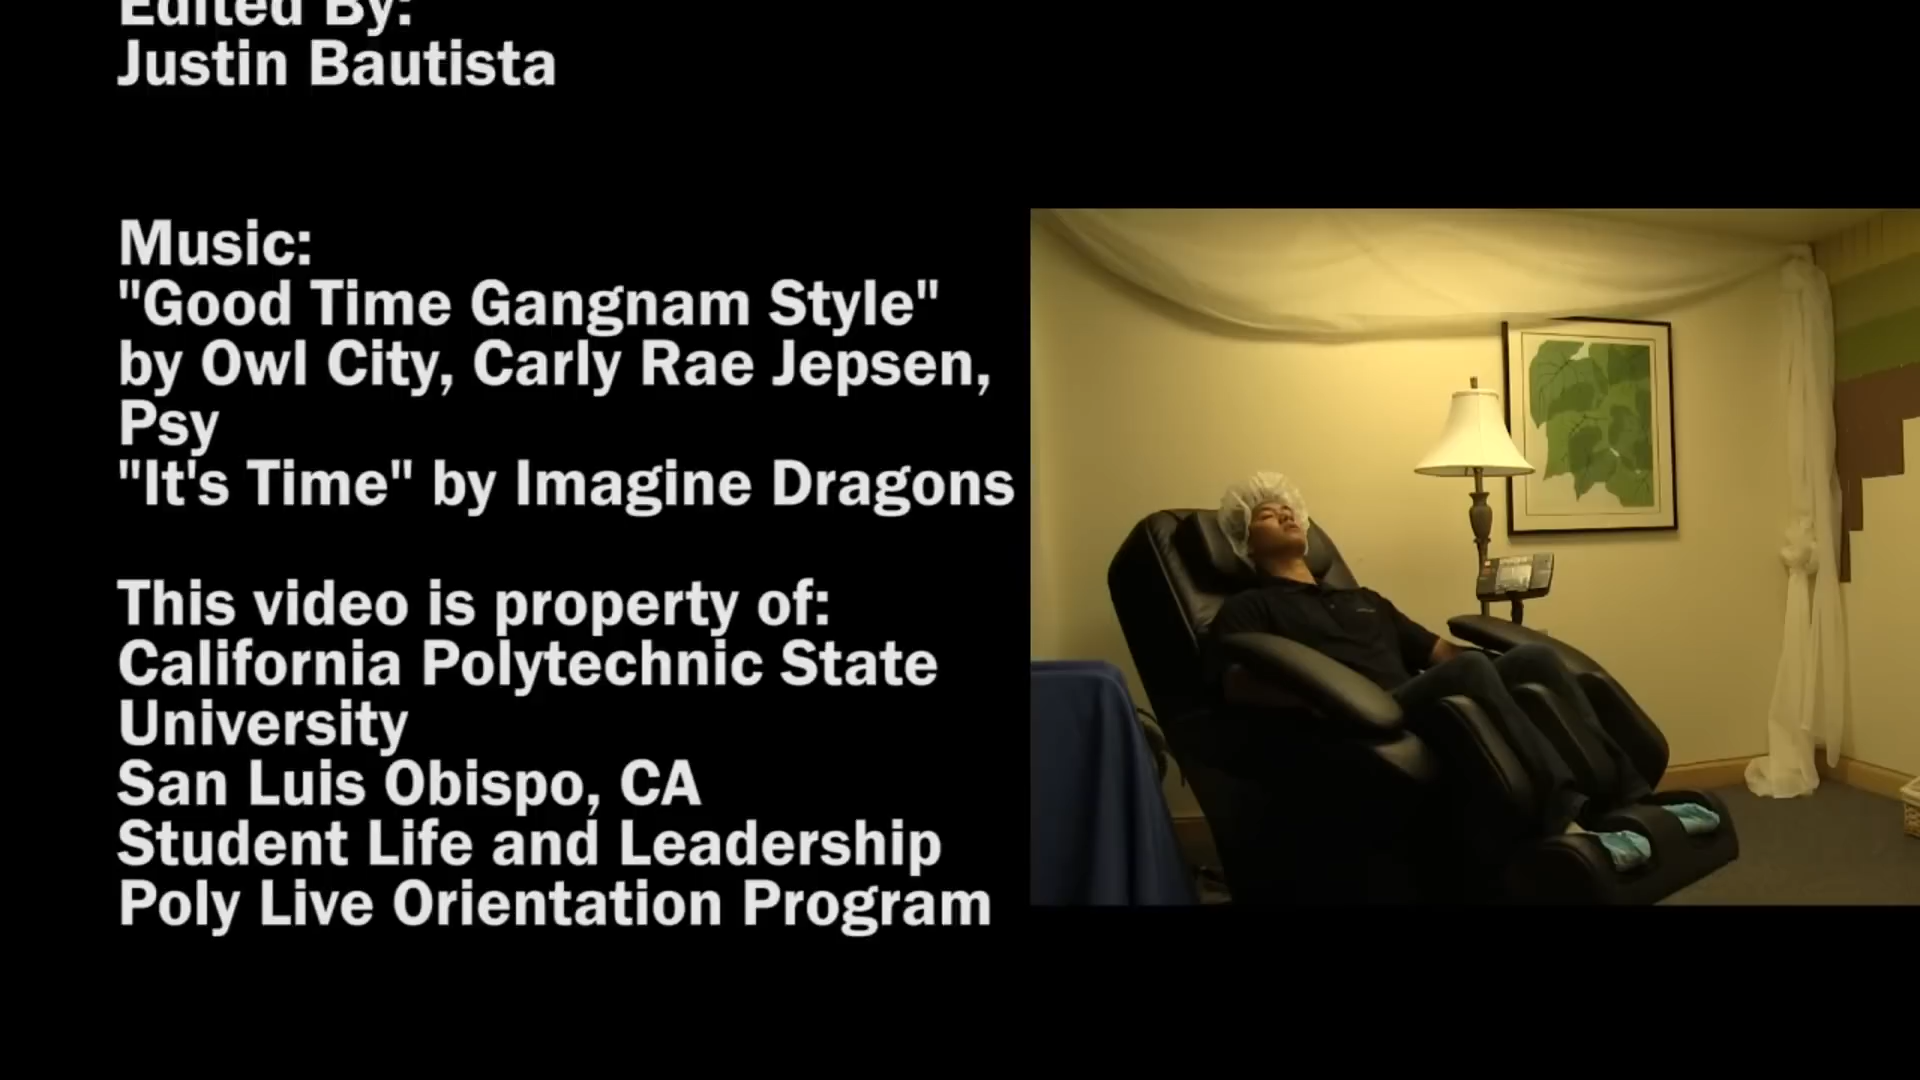 Edited By:
Justin Bautista
Music:
"Good Time Gangnam Style"
by Owl City, Carly Rae Jepsen,
Psy
"It's Time" by Imagine Dragons
This video is property of:
California Polytechnic State
University
San Luis Obispo, CA
Student Life and Leadership
Poly Live Orientation Program